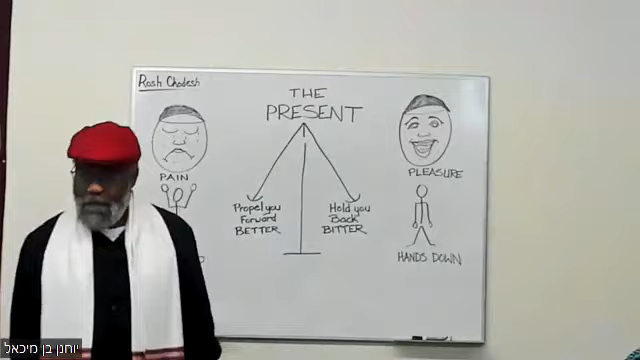 Rosh Chodesh
THE
PRESENT
PAIN
PLEASURE
Propel you
Forward
BETTER
Hold you
Back
BITTER
HANDS DOWN
יוחנן בן מיכאל